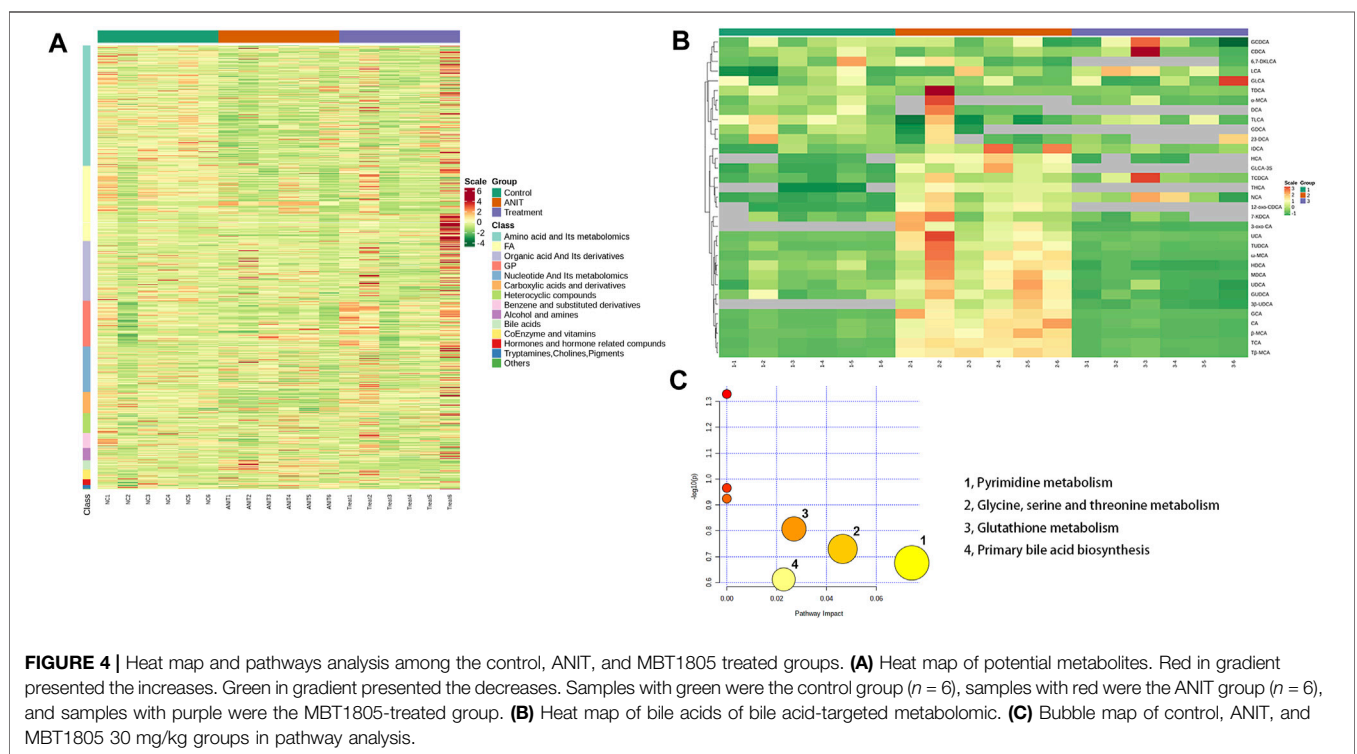 A
Scale
6
4
2
0
-2
-4
Group
Control
ANIT
Treatment
Class
Amino acid and Its metabolomics
FA
Organic acid And Its derivatives
GP
Nucleotide And Its metabolomics
Carboxylic acids and derivatives
Heterocyclic compounds
Benzene and substituted derivatives
Alcohol and amines
Bile acids
CoEnzyme and vitamins
Hormones and hormone related compunds
Tryptamines,Cholines,Pigments
Others
Class
NC1 NC2 NC3 NC4 NC5 NC6 ANIT1 ANIT2 ANIT3 ANIT4 ANIT5 ANIT6 Treat1 Treat2 Treat3 Treat4 Treat5 Treat6
B
GCDCA
CDCA
6,7-DKLCA
LCA
GLCA
TDCA
α-MCA
DCA
TLCA
GDCA
23-DCA
IDCA
HCA
GLCA-3S
TCDCA
THCA
NCA
12-oxo-CDCA
7-KDCA
3-oxo-CA
UCA
TUDCA
ω-MCA
HDCA
MDCA
UDCA
GUDCA
3β-UDCA
GCA
CA
β-MCA
TCA
Tβ-MCA
1-1 1-2 1-3 1-4 1-5 1-6 2-1 2-2 2-3 2-4 2-5 2-6 3-1 3-2 3-3 3-4 3-5 3-6
Scale
3
2
1
0
-1
Group
1
2
3
C
-log10(p)
1.3
1.2
1.1
1.0
0.9
0.8
0.7
0.6
1
2
3
4
0.00 0.02 0.04 0.06
Pathway Impact
1, Pyrimidine metabolism
2, Glycine, serine and threonine metabolism
3, Glutathione metabolism
4, Primary bile acid biosynthesis
FIGURE 4 | Heat map and pathways analysis among the control, ANIT, and MBT1805 treated groups. (A) Heat map of potential metabolites. Red in gradient
presented the increases. Green in gradient presented the decreases. Samples with green were the control group (n = 6), samples with red were the ANIT group (n = 6),
and samples with purple were the MBT1805-treated group. (B) Heat map of bile acids of bile acid-targeted metabolomic. (C) Bubble map of control, ANIT, and
MBT1805 30 mg/kg groups in pathway analysis.